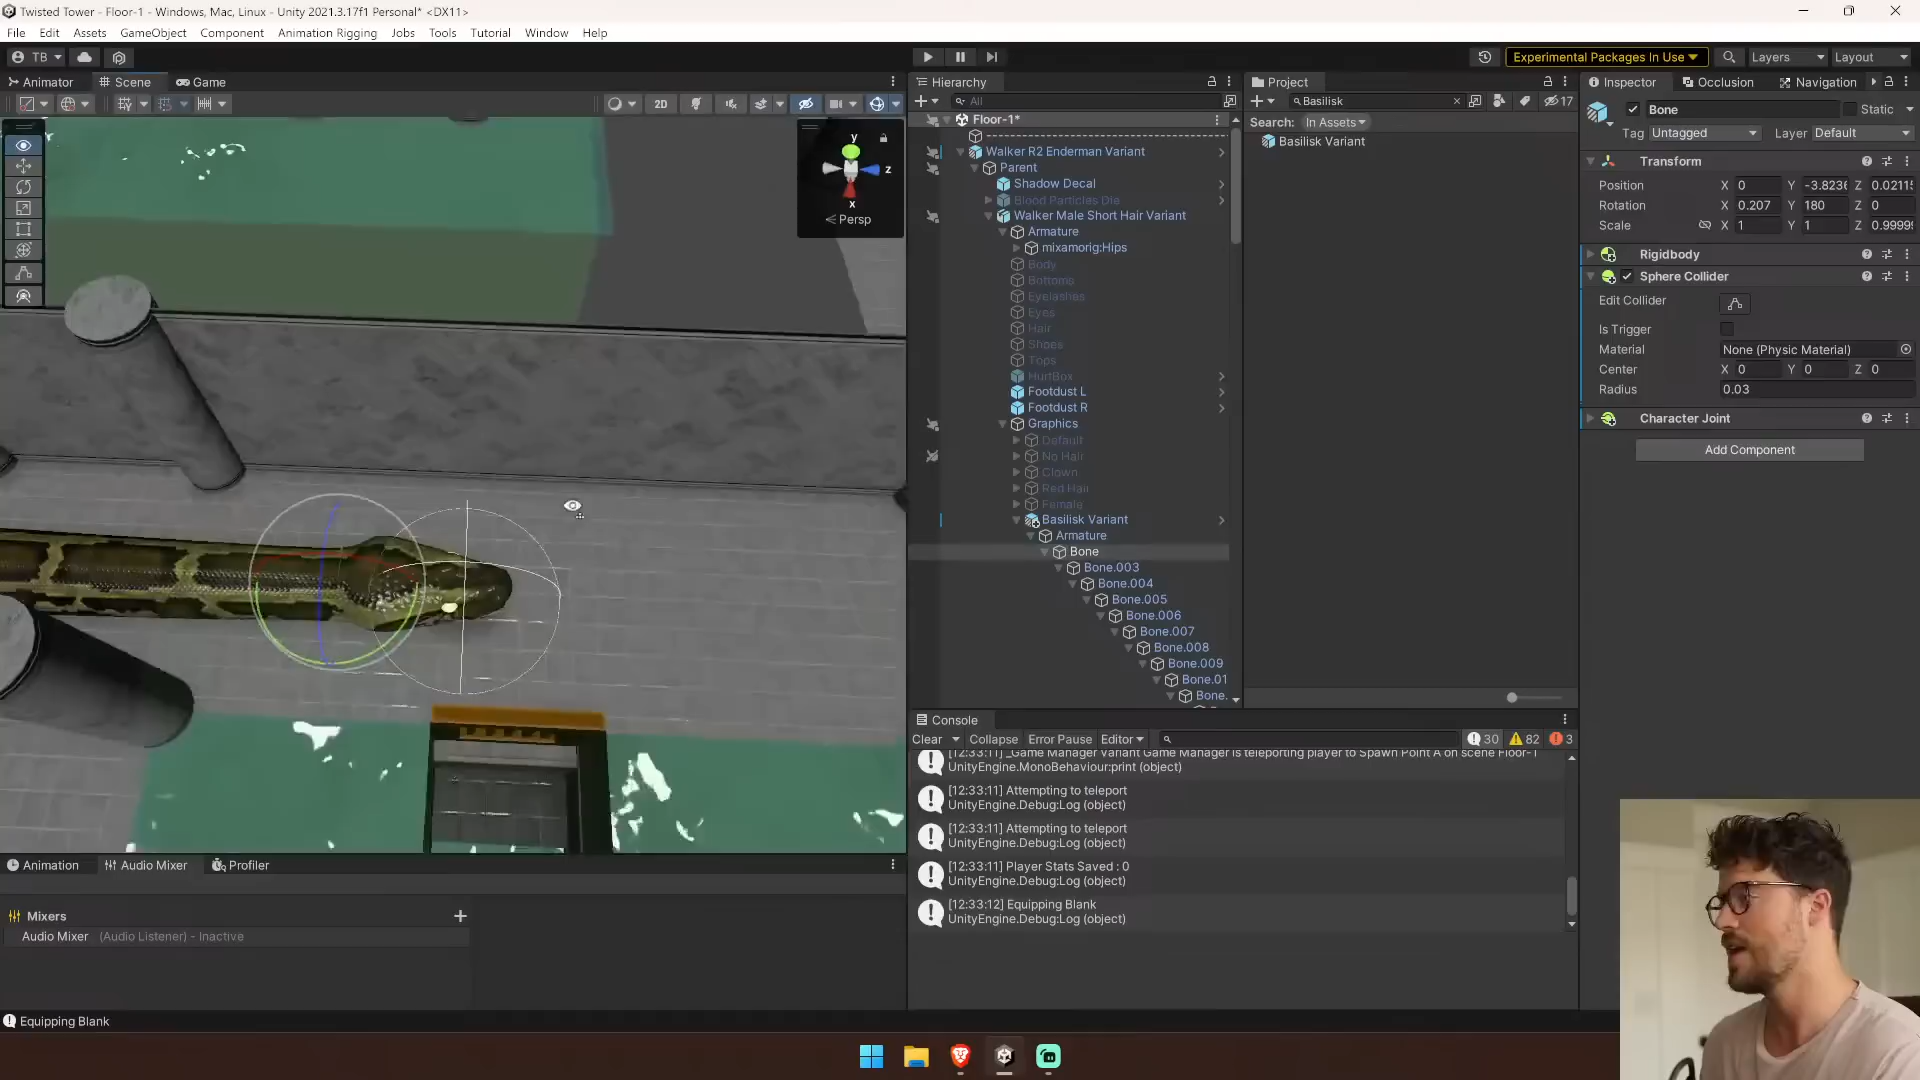 Twisted Tower - Floor-1 - Windows, Mac, Linux - Unity 2021.3.17f1 Personal* <DX11>
File Edit Assets GameObject Component Animation Rigging Jobs Tools Tutorial Window Help
TB
Experimental Packages In Use
Layers
Layout
Animator
Scene
Game
2D
y
z
x
Persp
Hierarchy
All
Floor-1*
Walker R2 Enderman Variant
Parent
Shadow Decal
Blood Particles Die
Walker Male Short Hair Variant
Armature
mixamorig:Hips
Body
Bottoms
Eyelashes
Eyes
Hair
Shoes
Tops
HurtBox
Footdust L
Footdust R
Graphics
Default
No Hair
Clown
Red Hair
Female
Basilisk Variant
Armature
Bone
Bone.003
Bone.004
Bone.005
Bone.006
Bone.007
Bone.008
Bone.009
Bone.01
Bone.
Project
Basilisk
17
Search: In Assets
Basilisk Variant
Inspector
Occlusion
Navigation
Bone
Static
Tag Untagged Layer Default
Transform
Position X 0 Y -3.8236 Z 0.0211
Rotation X 0.207 Y 180 Z 0
Scale X 1 Y 1 Z 0.9999
Rigidbody
Sphere Collider
Edit Collider
Is Trigger
Material None (Physic Material)
Center X 0 Y 0 Z 0
Radius 0.03
Character Joint
Add Component
Console
Clear Collapse Error Pause Editor 30 82 3
[12:33:11] _Game Manager Variant Game Manager is teleporting player to Spawn Point A on scene Floor-1
UnityEngine.MonoBehaviour:print (object)
[12:33:11] Attempting to teleport
UnityEngine.Debug:Log (object)
[12:33:11] Attempting to teleport
UnityEngine.Debug:Log (object)
[12:33:11] Player Stats Saved : 0
UnityEngine.Debug:Log (object)
[12:33:12] Equipping Blank
UnityEngine.Debug:Log (object)
Animation
Audio Mixer
Profiler
Mixers
Audio Mixer (Audio Listener) - Inactive
Equipping Blank